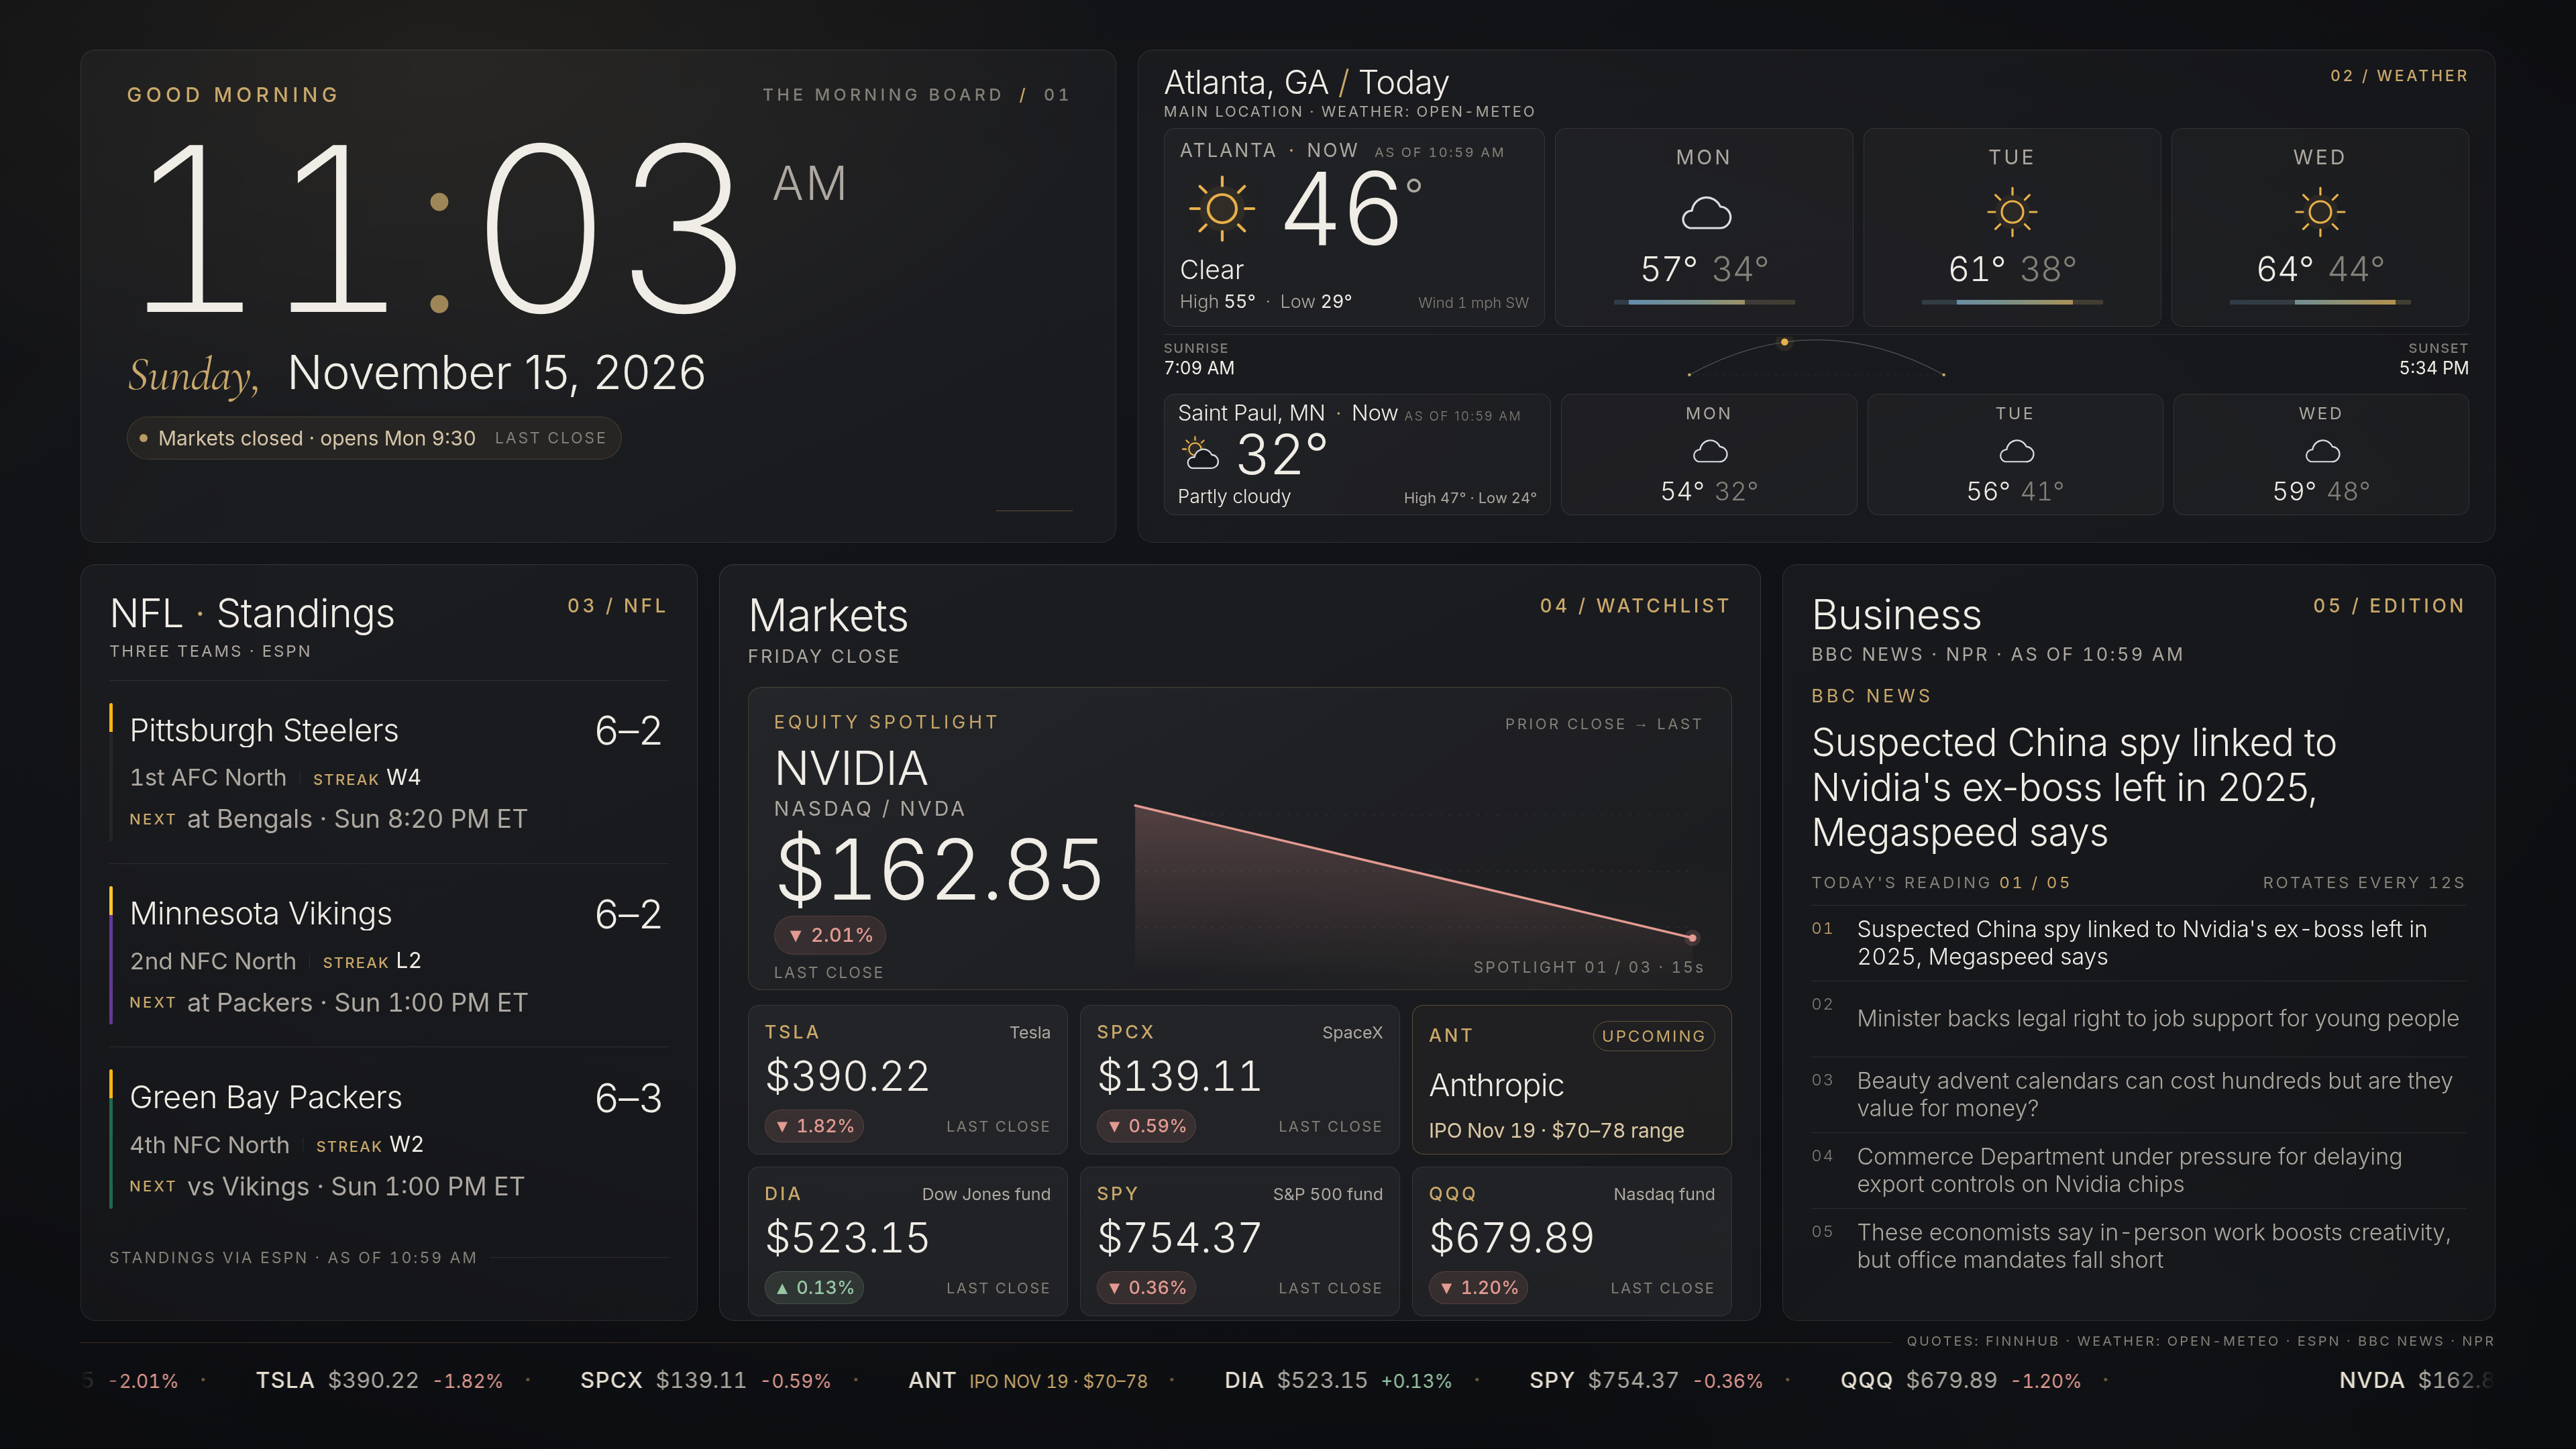 GOOD MORNING
THE MORNING BOARD / 01
11:03 AM
Sunday, November 15, 2026
Markets closed · opens Mon 9:30 LAST CLOSE
Atlanta, GA / Today
02 / WEATHER
MAIN LOCATION · WEATHER: OPEN-METEO
ATLANTA · NOW AS OF 10:59 AM
46°
Clear
High 55° · Low 29°
Wind 1 mph SW
MON
57° 34°
TUE
61° 38°
WED
64° 44°
SUNRISE
7:09 AM
SUNSET
5:34 PM
Saint Paul, MN · Now AS OF 10:59 AM
32°
Partly cloudy
High 47° · Low 24°
MON
54° 32°
TUE
56° 41°
WED
59° 48°
NFL · Standings
03 / NFL
THREE TEAMS · ESPN
Pittsburgh Steelers 6–2
1st AFC North STREAK W4
NEXT at Bengals · Sun 8:20 PM ET
Minnesota Vikings 6–2
2nd NFC North STREAK L2
NEXT at Packers · Sun 1:00 PM ET
Green Bay Packers 6–3
4th NFC North STREAK W2
NEXT vs Vikings · Sun 1:00 PM ET
STANDINGS VIA ESPN · AS OF 10:59 AM
Markets
04 / WATCHLIST
FRIDAY CLOSE
EQUITY SPOTLIGHT
PRIOR CLOSE → LAST
NVIDIA
NASDAQ / NVDA
$162.85
▼ 2.01%
LAST CLOSE
SPOTLIGHT 01 / 03 · 15s
TSLA Tesla
$390.22
▼ 1.82% LAST CLOSE
SPCX SpaceX
$139.11
▼ 0.59% LAST CLOSE
ANT UPCOMING
Anthropic
IPO Nov 19 · $70–78 range
DIA Dow Jones fund
$523.15
▲ 0.13% LAST CLOSE
SPY S&P 500 fund
$754.37
▼ 0.36% LAST CLOSE
QQQ Nasdaq fund
$679.89
▼ 1.20% LAST CLOSE
Business
05 / EDITION
BBC NEWS · NPR · AS OF 10:59 AM
BBC NEWS
Suspected China spy linked to
Nvidia's ex-boss left in 2025,
Megaspeed says
TODAY'S READING 01 / 05
ROTATES EVERY 12S
01 Suspected China spy linked to Nvidia's ex-boss left in
2025, Megaspeed says
02 Minister backs legal right to job support for young people
03 Beauty advent calendars can cost hundreds but are they
value for money?
04 Commerce Department under pressure for delaying
export controls on Nvidia chips
05 These economists say in-person work boosts creativity,
but office mandates fall short
QUOTES: FINNHUB · WEATHER: OPEN-METEO · ESPN · BBC NEWS · NPR
5 -2.01% · TSLA $390.22 -1.82% · SPCX $139.11 -0.59% · ANT IPO NOV 19 · $70–78 · DIA $523.15 +0.13% · SPY $754.37 -0.36% · QQQ $679.89 -1.20% · NVDA $162.8